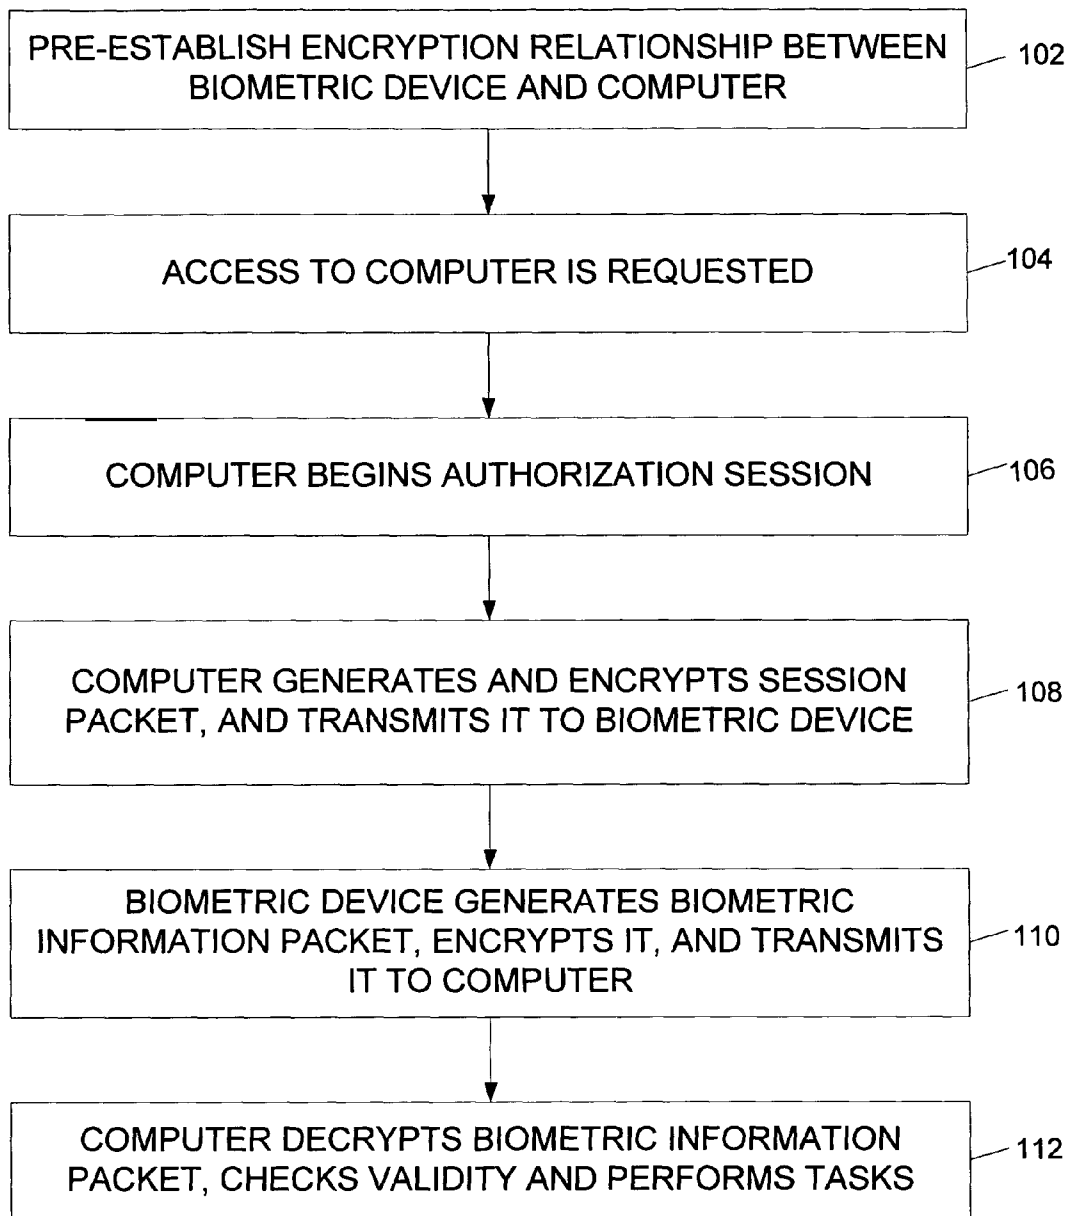 PRE-ESTABLISH ENCRYPTION RELATIONSHIP BETWEEN
BIOMETRIC DEVICE AND COMPUTER
102
ACCESS TO COMPUTER IS REQUESTED
104
COMPUTER BEGINS AUTHORIZATION SESSION
106
COMPUTER GENERATES AND ENCRYPTS SESSION
PACKET, AND TRANSMITS IT TO BIOMETRIC DEVICE
108
BIOMETRIC DEVICE GENERATES BIOMETRIC
INFORMATION PACKET, ENCRYPTS IT, AND TRANSMITS
IT TO COMPUTER
110
COMPUTER DECRYPTS BIOMETRIC INFORMATION
PACKET, CHECKS VALIDITY AND PERFORMS TASKS
112